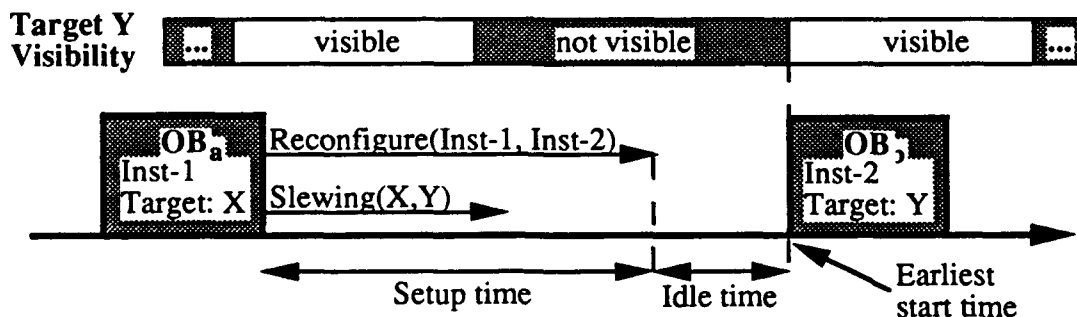 Target Y
Visibility
... visible not visible visible ...
OBa
Inst-1
Target: X
Reconfigure(Inst-1, Inst-2)
Slewing(X,Y)
OB
Inst-2
Target: Y
Setup time
Idle time
Earliest
start time